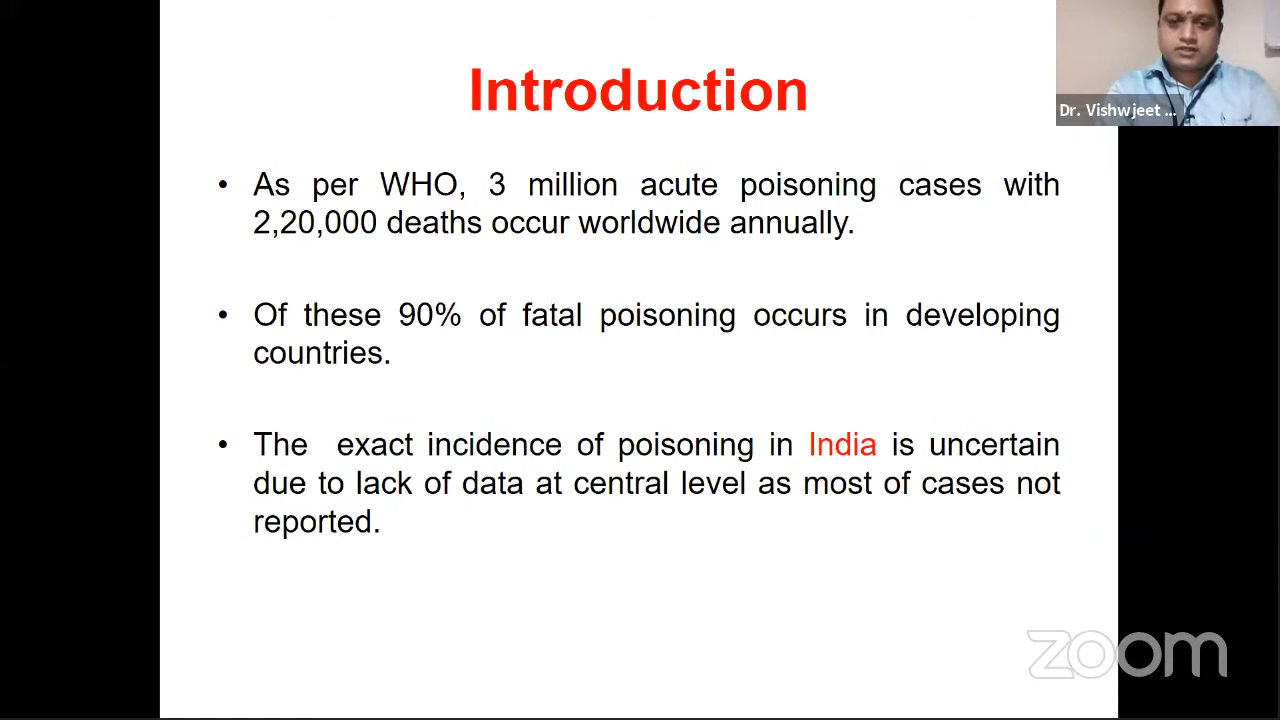 Introduction
Dr. Vishwjeet ...
• As per WHO, 3 million acute poisoning cases with
2,20,000 deaths occur worldwide annually.
• Of these 90% of fatal poisoning occurs in developing
countries.
• The exact incidence of poisoning in India is uncertain
due to lack of data at central level as most of cases not
reported.
zoom